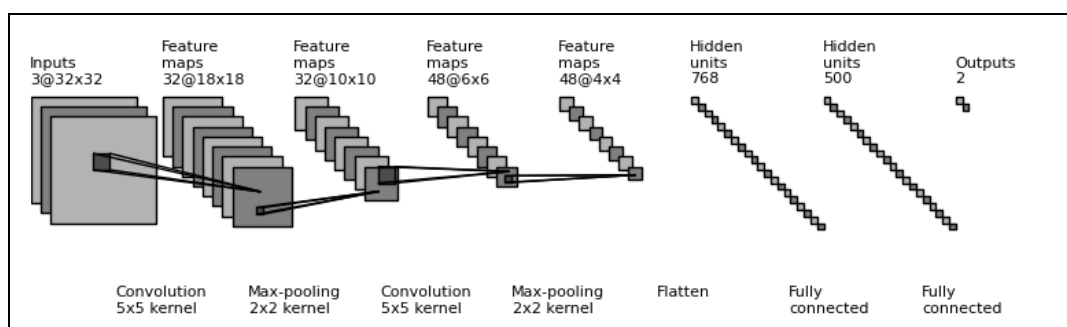 Inputs
3@32x32
Feature
maps
32@18x18
Feature
maps
32@10x10
Feature
maps
48@6x6
Feature
maps
48@4x4
Hidden
units
768
Hidden
units
500
Outputs
2
Convolution
5x5 kernel
Max-pooling
2x2 kernel
Convolution
5x5 kernel
Max-pooling
2x2 kernel
Flatten
Fully
connected
Fully
connected